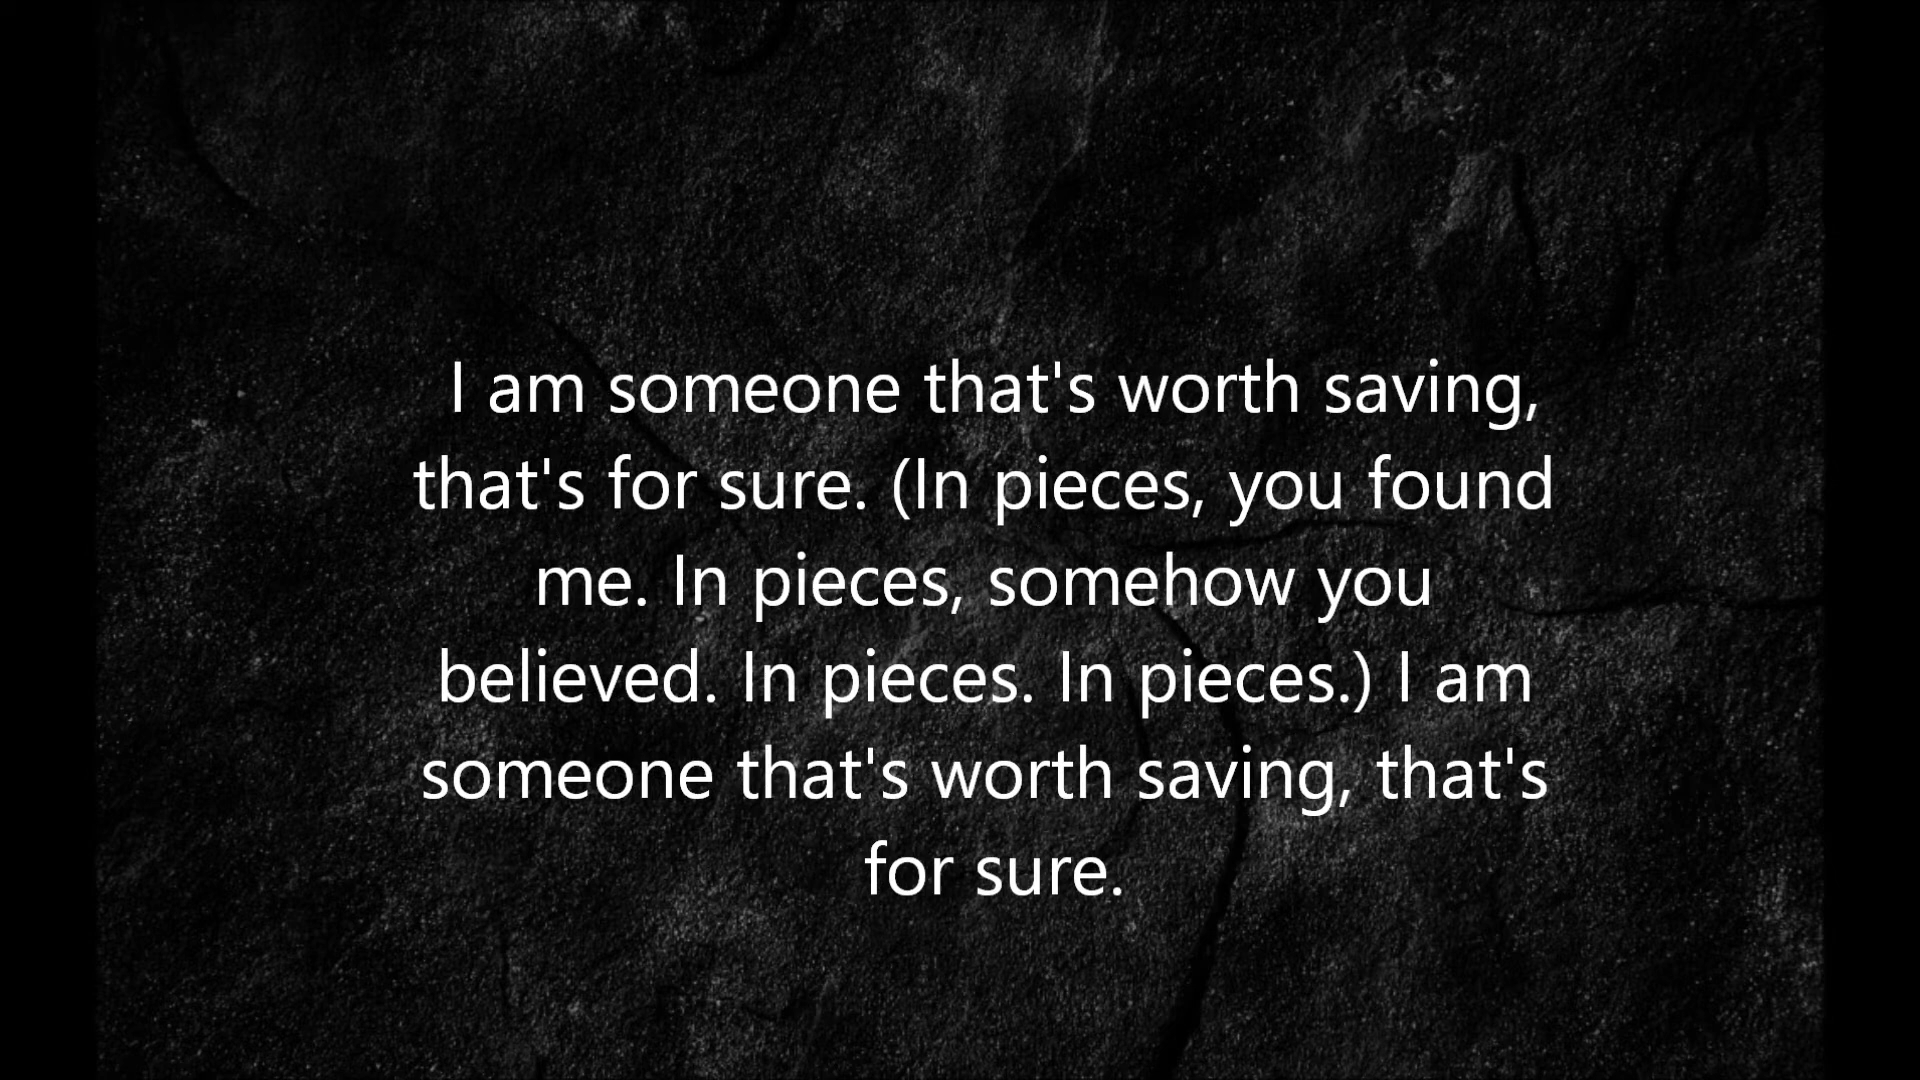 I am someone that's worth saving,
that's for sure. (In pieces, you found
me. In pieces, somehow you
believed. In pieces. In pieces.) I am
someone that's worth saving, that's
for sure.